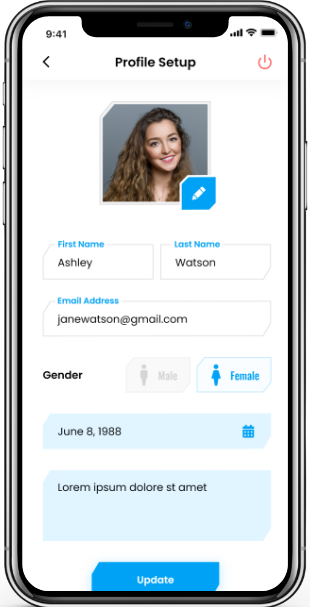 9:41
Profile Setup
First Name
Last Name
Ashley
Watson
Email Address
janewatson@gmail.com
Gender
Male
Female
June 8, 1988
Lorem ipsum dolore st amet
Update